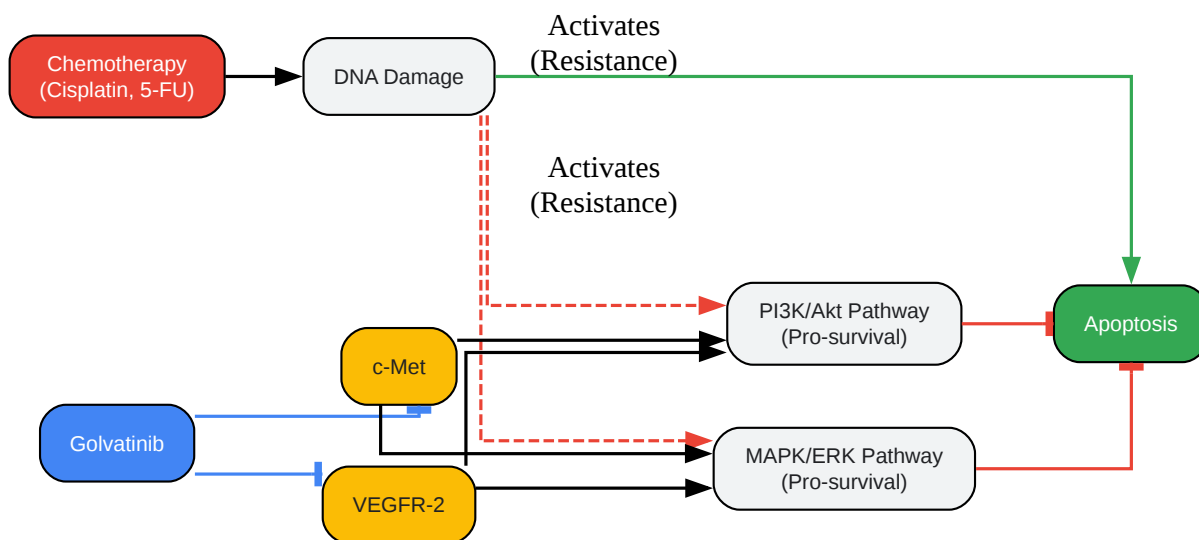 Activates
(Resistance)
Chemotherapy
(Cisplatin, 5-FU)
DNA Damage
Activates
(Resistance)
PI3K/Akt Pathway
(Pro-survival)
Apoptosis
c-Met
Golvatinib
MAPK/ERK Pathway
(Pro-survival)
VEGFR-2